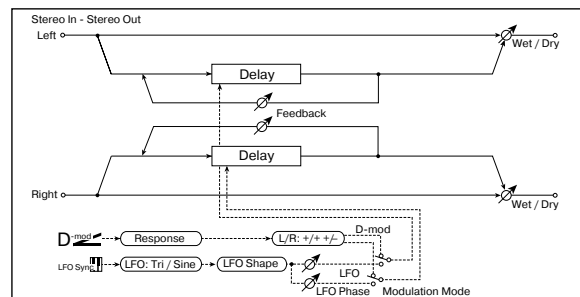 Stereo In - Stereo Out
Left
Wet / Dry
Delay
Feedback
Delay
Right
Wet / Dry
D-mod
Response
L/R: +/+ +/–
D-mod
LFO Sync
LFO: Tri / Sine
LFO Shape
LFO
LFO Phase
Modulation Mode